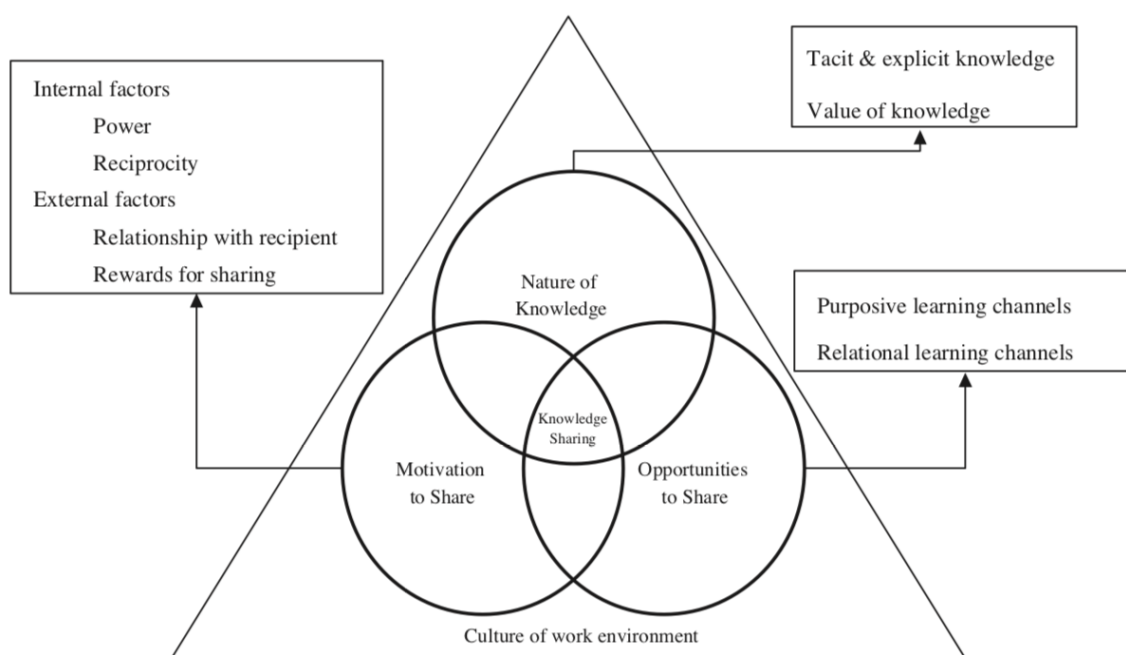 Internal factors
Power
Reciprocity
External factors
Relationship with recipient
Rewards for sharing
Tacit & explicit knowledge
Value of knowledge
Purposive learning channels
Relational learning channels
Nature of
Knowledge
Knowledge
Sharing
Motivation
to Share
Opportunities
to Share
Culture of work environment